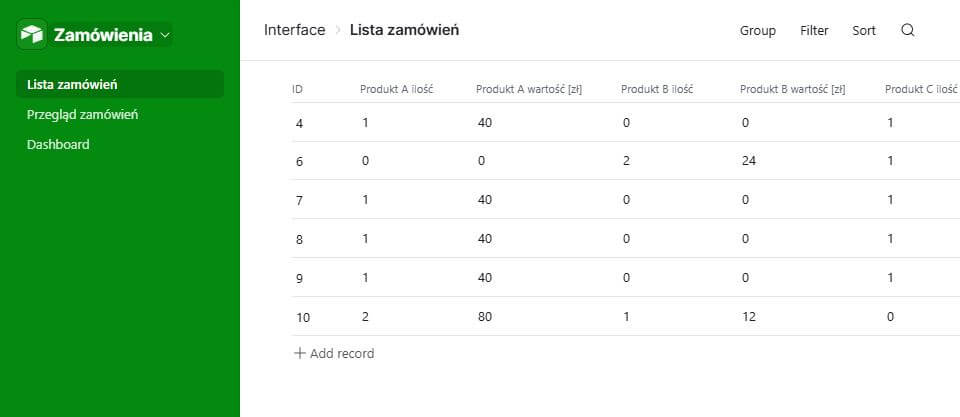 Zamówienia
Lista zamówień
Przegląd zamówień
Dashboard
Interface > Lista zamówień
Group Filter Sort
ID Produkt A ilość Produkt A wartość [zł] Produkt B ilość Produkt B wartość [zł] Produkt C ilość
4 1 40 0 0 1
6 0 0 2 24 1
7 1 40 0 0 1
8 1 40 0 0 1
9 1 40 0 0 1
10 2 80 1 12 0
+ Add record